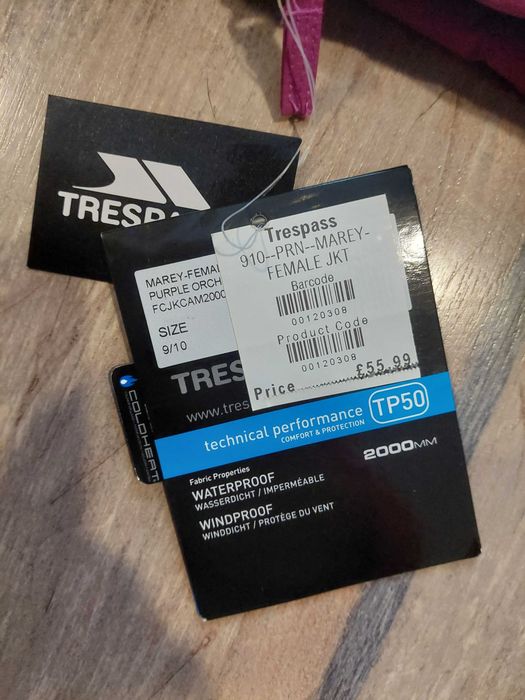 TRESPA
Trespass
910--PRN--MAREY-
FEMALE JKT
Barcode
00120308
Product Code
00120308
Price £55.99
MAREY-FEMAL
PURPLE ORCH
FCJKCAM2000
SIZE
9/10
TRES
www.tres
COLDHEAT
technical performance TP50
COMFORT & PROTECTION
2000MM
Fabric Properties
WATERPROOF
WASSERDICHT / IMPERMÉABLE
WINDPROOF
WINDDICHT / PROTÈGE DU VENT